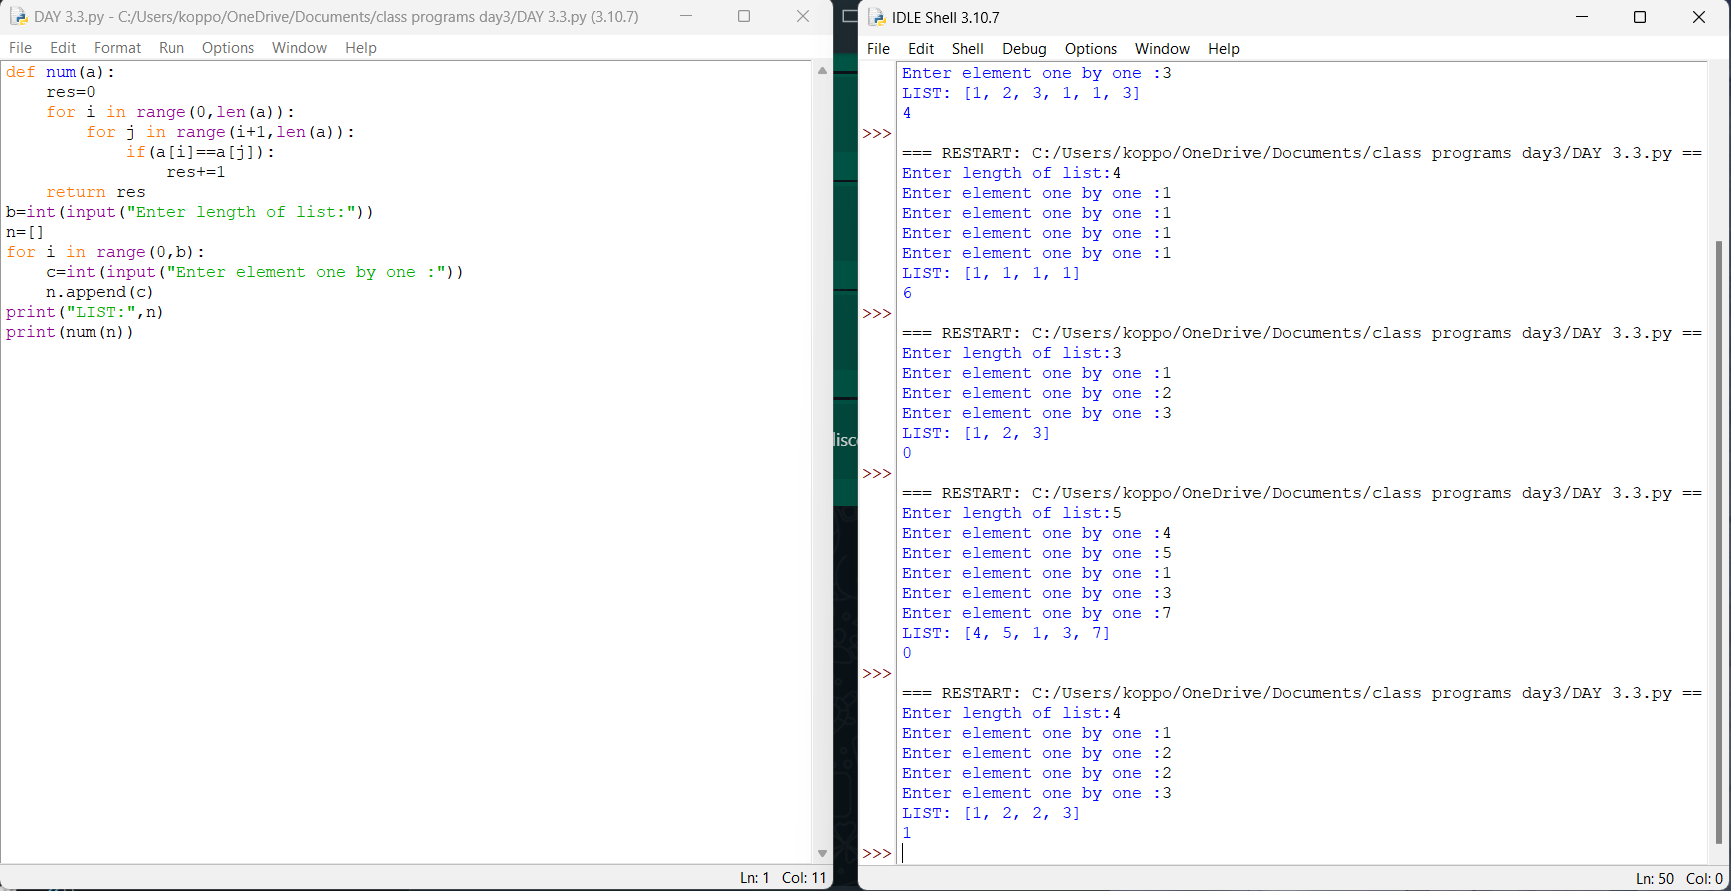 DAY 3.3.py - C:/Users/koppo/OneDrive/Documents/class programs day3/DAY 3.3.py (3.10.7)
File Edit Format Run Options Window Help
def num(a):
    res=0
    for i in range(0,len(a)):
        for j in range(i+1,len(a)):
            if(a[i]==a[j]):
                res+=1
    return res
b=int(input("Enter length of list:"))
n=[]
for i in range(0,b):
    c=int(input("Enter element one by one :"))
    n.append(c)
print("LIST:",n)
print(num(n))
Ln: 1 Col: 11
disc
IDLE Shell 3.10.7
File Edit Shell Debug Options Window Help
Enter element one by one :3
LIST: [1, 2, 3, 1, 1, 3]
4
>>>
=== RESTART: C:/Users/koppo/OneDrive/Documents/class programs day3/DAY 3.3.py ==
Enter length of list:4
Enter element one by one :1
Enter element one by one :1
Enter element one by one :1
Enter element one by one :1
LIST: [1, 1, 1, 1]
6
>>>
=== RESTART: C:/Users/koppo/OneDrive/Documents/class programs day3/DAY 3.3.py ==
Enter length of list:3
Enter element one by one :1
Enter element one by one :2
Enter element one by one :3
LIST: [1, 2, 3]
0
>>>
=== RESTART: C:/Users/koppo/OneDrive/Documents/class programs day3/DAY 3.3.py ==
Enter length of list:5
Enter element one by one :4
Enter element one by one :5
Enter element one by one :1
Enter element one by one :3
Enter element one by one :7
LIST: [4, 5, 1, 3, 7]
0
>>>
=== RESTART: C:/Users/koppo/OneDrive/Documents/class programs day3/DAY 3.3.py ==
Enter length of list:4
Enter element one by one :1
Enter element one by one :2
Enter element one by one :2
Enter element one by one :3
LIST: [1, 2, 2, 3]
1
>>>
Ln: 50 Col: 0